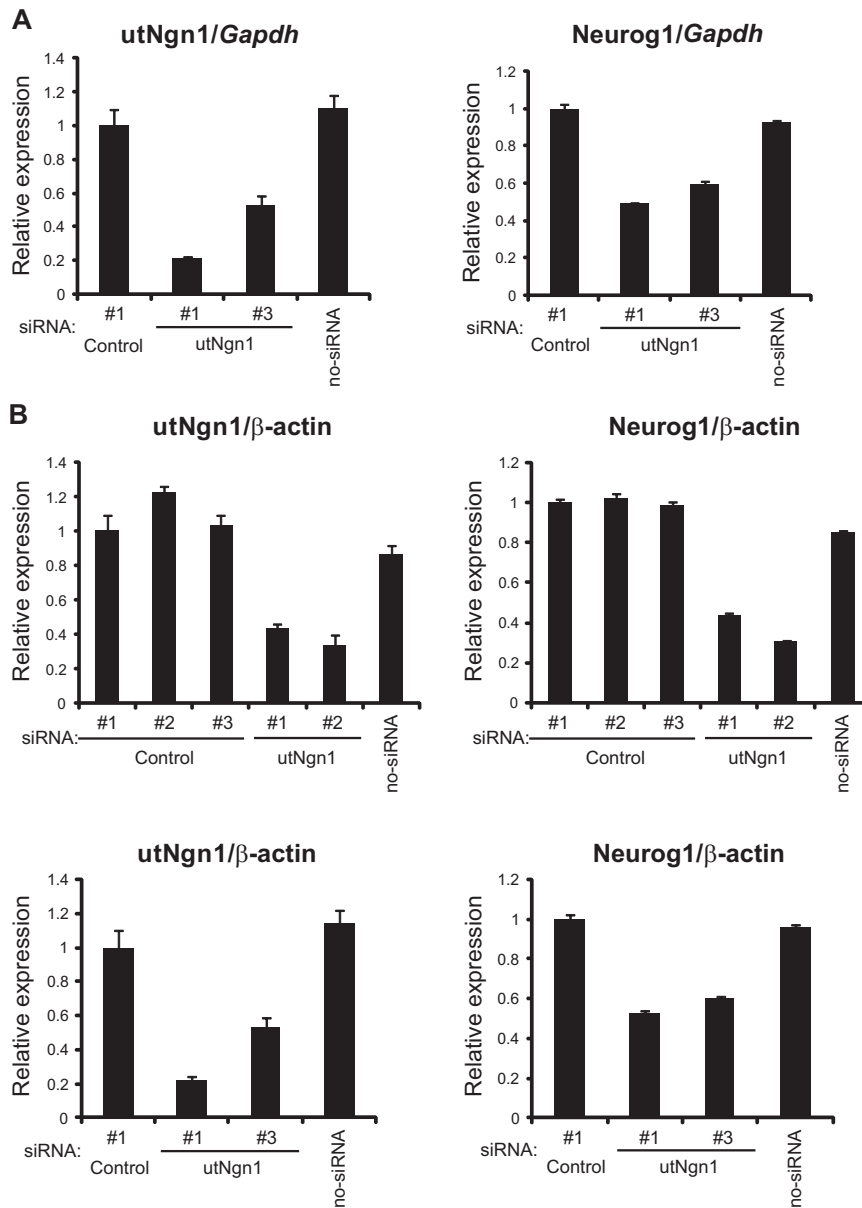 A
utNgn1/Gapdh
Relative expression
1.4
1.2
1
0.8
0.6
0.4
0.2
0
siRNA:
#1
#1
#3
Control
utNgn1
no-siRNA
Neurog1/Gapdh
Relative expression
1.2
1
0.8
0.6
0.4
0.2
0
siRNA:
#1
#1
#3
Control
utNgn1
no-siRNA
B
utNgn1/β-actin
Relative expression
1.4
1.2
1
0.8
0.6
0.4
0.2
0
siRNA:
#1
#2
#3
#1
#2
Control
utNgn1
no-siRNA
Neurog1/β-actin
Relative expression
1.2
1
0.8
0.6
0.4
0.2
0
siRNA:
#1
#2
#3
#1
#2
Control
utNgn1
no-siRNA
utNgn1/β-actin
Relative expression
1.4
1.2
1
0.8
0.6
0.4
0.2
0
siRNA:
#1
#1
#3
Control
utNgn1
no-siRNA
Neurog1/β-actin
Relative expression
1.2
1
0.8
0.6
0.4
0.2
0
siRNA:
#1
#1
#3
Control
utNgn1
no-siRNA